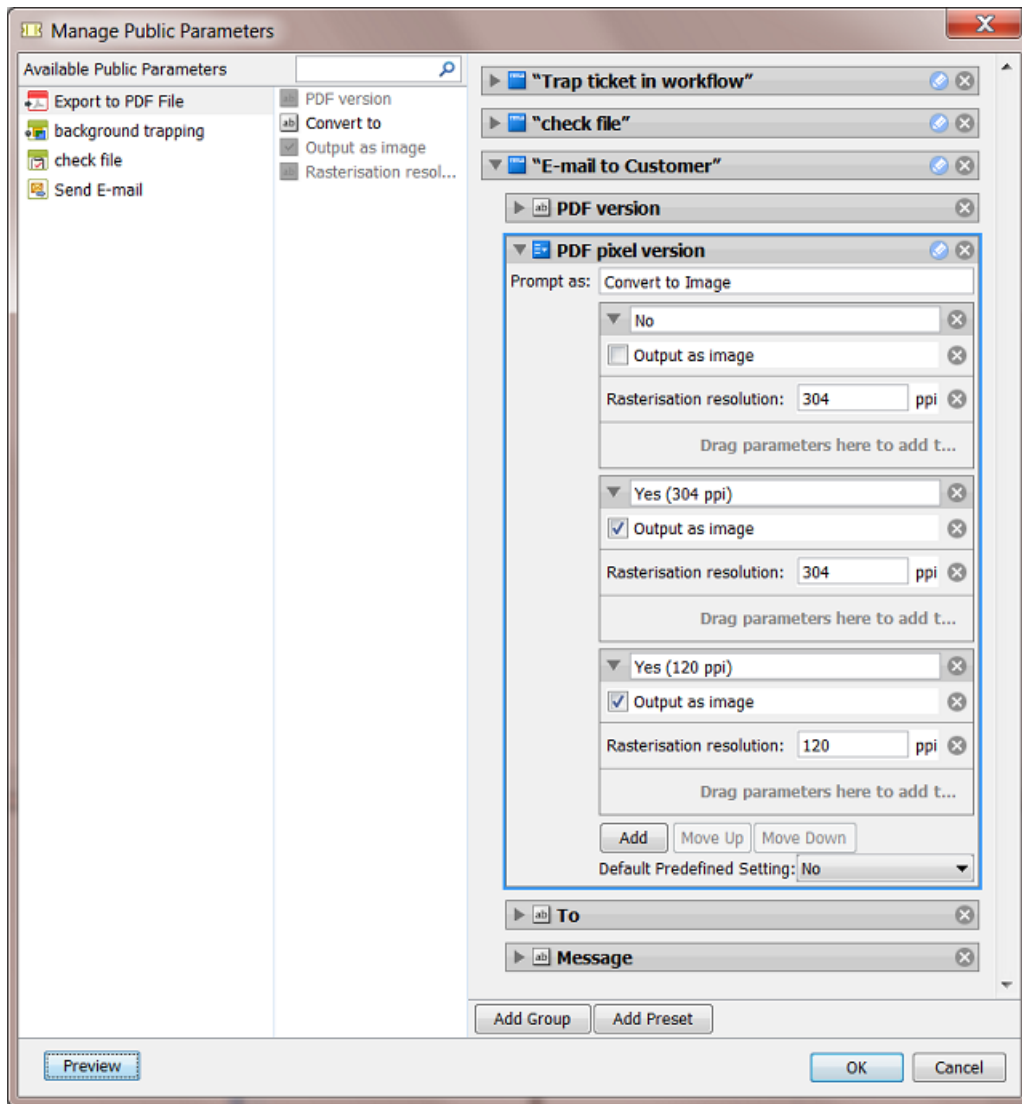 Manage Public Parameters
Available Public Parameters
Export to PDF File
background trapping
check file
Send E-mail
PDF version
Convert to
Output as image
Rasterisation resol...
“Trap ticket in workflow”
“check file”
“E-mail to Customer”
PDF version
PDF pixel version
Prompt as: Convert to Image
No
Output as image
Rasterisation resolution: 304 ppi
Drag parameters here to add t...
Yes (304 ppi)
Output as image
Rasterisation resolution: 304 ppi
Drag parameters here to add t...
Yes (120 ppi)
Output as image
Rasterisation resolution: 120 ppi
Drag parameters here to add t...
Add Move Up Move Down
Default Predefined Setting: No
To
Message
Add Group Add Preset
Preview OK Cancel